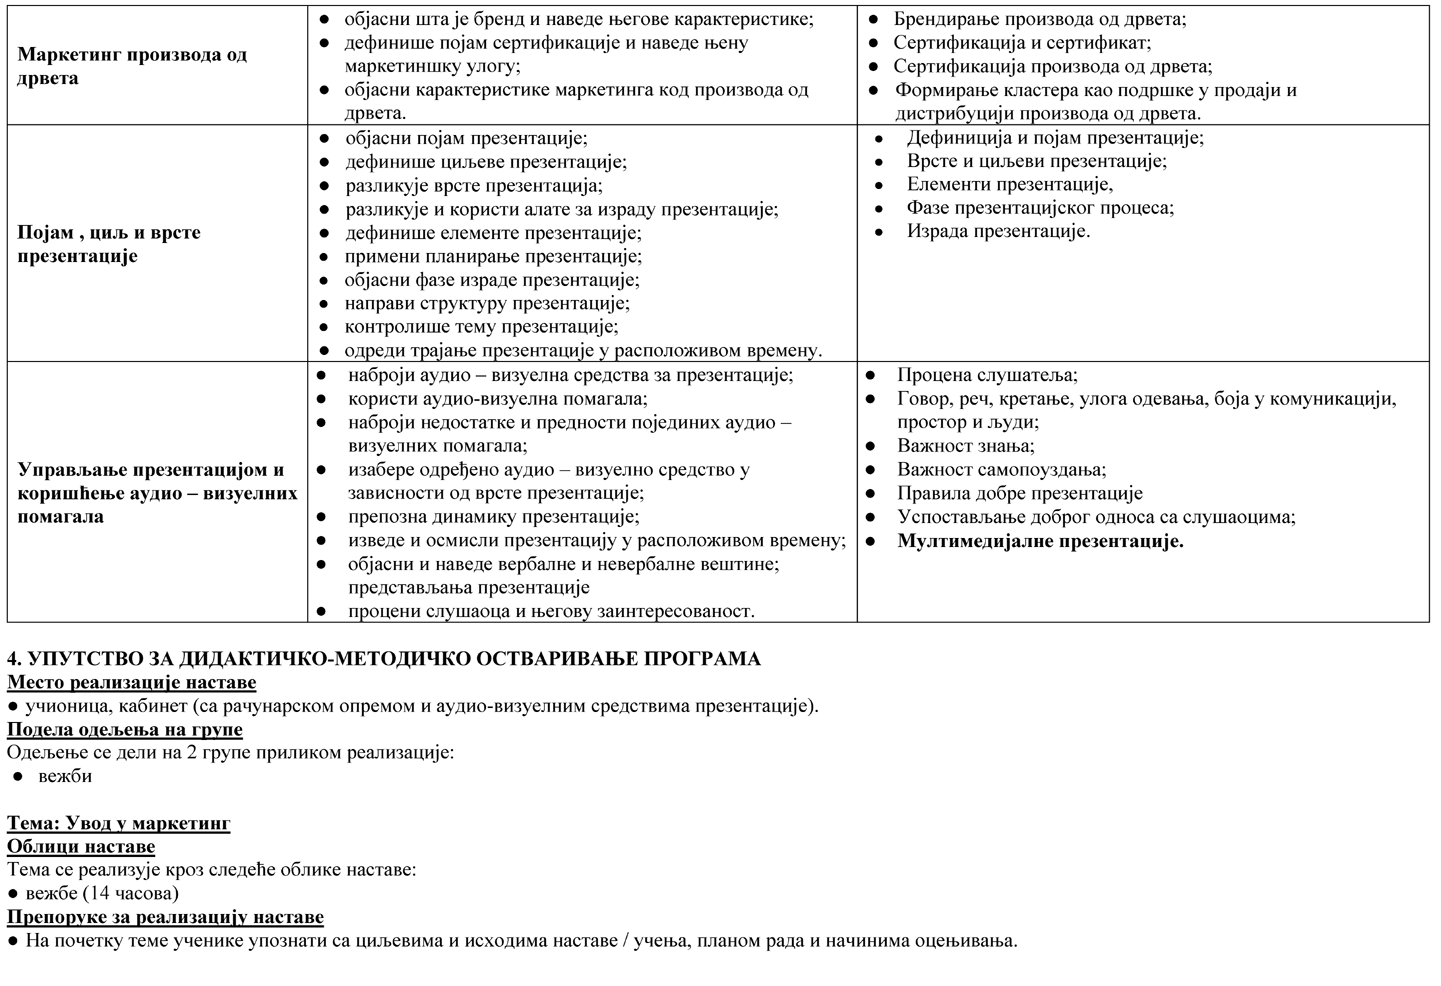 Маркетинг производа од
дрвета
● објасни шта је бренд и наведе његове карактеристике;
● дефинише појам сертификације и наведе њену
маркетиншку улогу;
● објасни карактеристике маркетинга код производа од
дрвета.
● Брендирање производа од дрвета;
● Сертификација и сертификат;
● Сертификација производа од дрвета;
● Формирање кластера као подршке у продаји и
дистрибуцији производа од дрвета.
Појам , циљ и врсте
презентације
● објасни појам презентације;
● дефинише циљеве презентације;
● разликује врсте презентација;
● разликује и користи алате за израду презентације;
● дефинише елементе презентације;
● примени планирање презентације;
● објасни фазе израде презентације;
● направи структуру презентације;
● контролише тему презентације;
● одреди трајање презентације у расположивом времену.
● Дефиниција и појам презентације;
● Врсте и циљеви презентације;
● Елементи презентације,
● Фазе презентацијског процеса;
● Израда презентације.
Управљање презентацијом и
коришћење аудио – визуелних
помагала
● наброји аудио – визуелна средства за презентације;
● користи аудио-визуелна помагала;
● наброји недостатке и предности појединих аудио –
визуелних помагала;
● изабере одређено аудио – визуелно средство у
зависности од врсте презентације;
● препозна динамику презентације;
● изведе и осмисли презентацију у расположивом времену;
● објасни и наведе вербалне и невербалне вештине;
представљања презентације
● процени слушаоца и његову заинтересованост.
● Процена слушатеља;
● Говор, реч, кретање, улога одевања, боја у комуникацији,
простор и људи;
● Важност знања;
● Важност самопоуздања;
● Правила добре презентације
● Успостављање доброг односа са слушаоцима;
● Мултимедијалне презентације.
4. УПУТСТВО ЗА ДИДАКТИЧКО-МЕТОДИЧКО ОСТВАРИВАЊЕ ПРОГРАМА
Место реализације наставе
● учионица, кабинет (са рачунарском опремом и аудио-визуелним средствима презентације).
Подела одељења на групе
Одељење се дели на 2 групе приликом реализације:
● вежби
Тема: Увод у маркетинг
Облици наставе
Тема се реализује кроз следеће облике наставе:
● вежбе (14 часова)
Препоруке за реализацију наставе
● На почетку теме ученике упознати са циљевима и исходима наставе / учења, планом рада и начинима оцењивања.